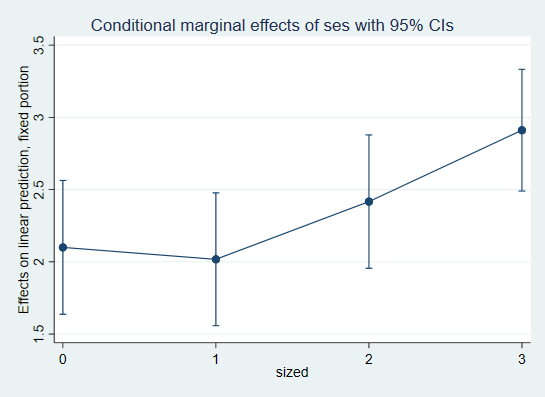 Conditional marginal effects of ses with 95% CIs
Effects on linear prediction, fixed portion
3.5
3
2.5
2
1.5
0 1 2 3
sized